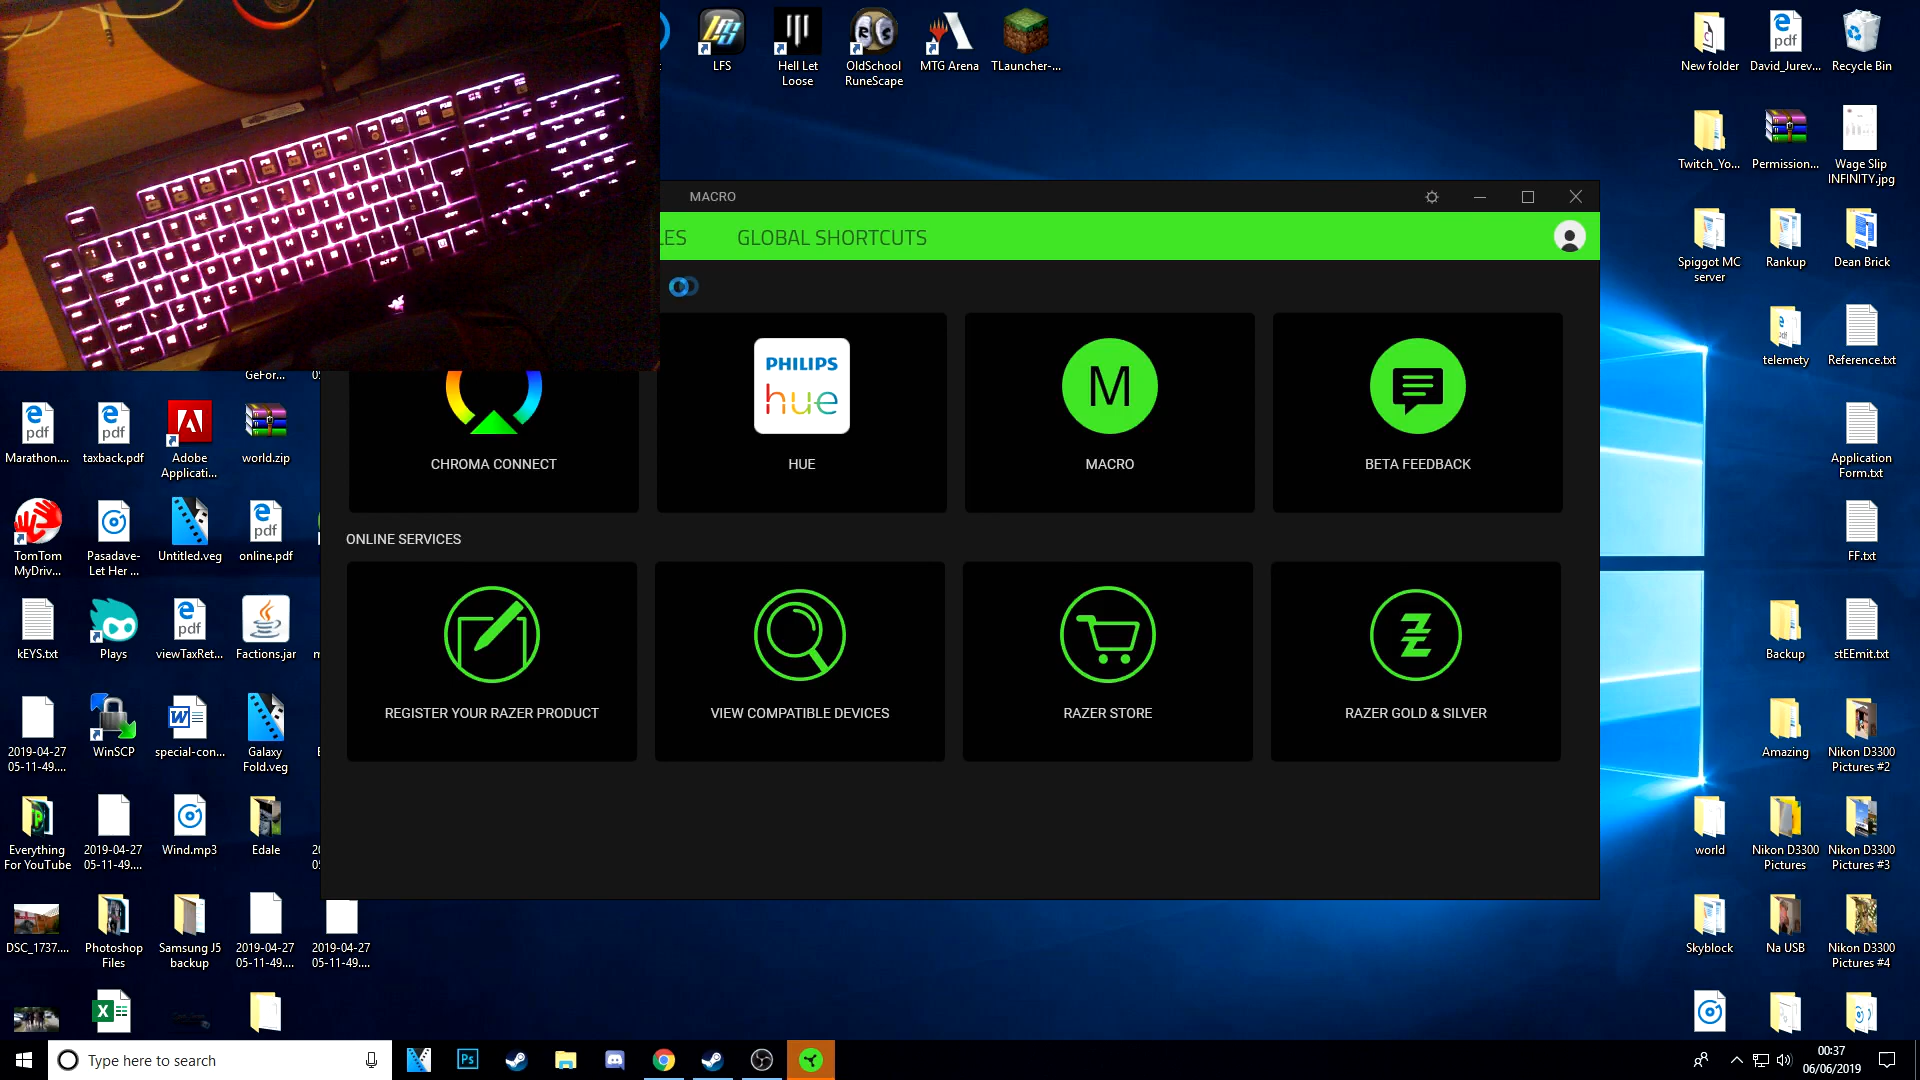 LFS
Hell Let
Loose
OldSchool
RuneScape
MTG Arena
TLauncher-...
New folder
David_Jurev...
Recycle Bin
Twitch_Yo...
Permission...
Wage Slip
INFINITY.jpg
Spiggot MC
server
Rankup
Dean Brick
telemety
Reference.txt
MACRO
LES
GLOBAL SHORTCUTS
CHROMA CONNECT
PHILIPS
hue
HUE
M
MACRO
BETA FEEDBACK
ONLINE SERVICES
REGISTER YOUR RAZER PRODUCT
VIEW COMPATIBLE DEVICES
RAZER STORE
RAZER GOLD & SILVER
GeFor...
Marathon....
taxback.pdf
Adobe
Applicati...
world.zip
Application
Form.txt
TomTom
MyDriv...
Pasadave-
Let Her ...
Untitled.veg
online.pdf
FF.txt
kEYS.txt
Plays
viewTaxRet...
Factions.jar
Backup
stEEmit.txt
2019-04-27
05-11-49....
WinSCP
special-con...
Galaxy
Fold.veg
Amazing
Nikon D3300
Pictures #2
Everything
For YouTube
2019-04-27
05-11-49....
Wind.mp3
Edale
world
Nikon D3300
Pictures
Nikon D3300
Pictures #3
DSC_1737....
Photoshop
Files
Samsung J5
backup
2019-04-27
05-11-49....
2019-04-27
05-11-49....
Skyblock
Na USB
Nikon D3300
Pictures #4
Type here to search
Ps
00:37
06/06/2019